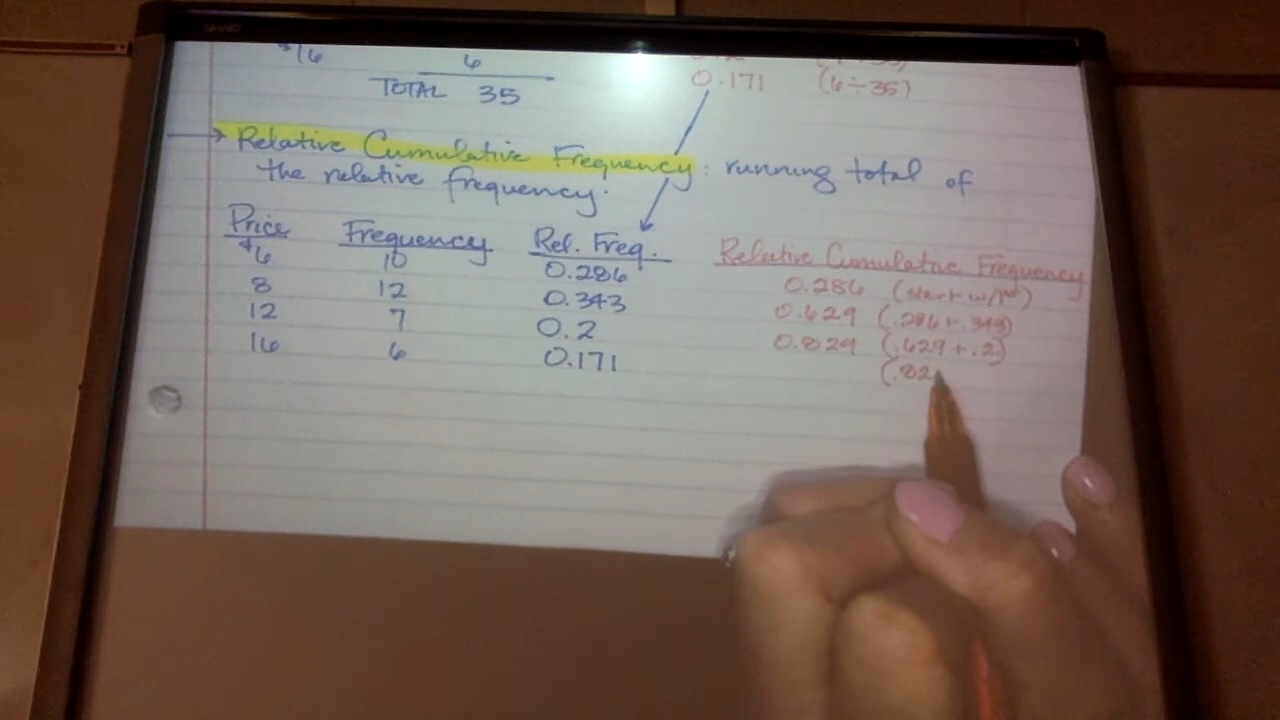 SMART
$16 6
TOTAL 35
0.171 (6÷35)
→ Relative Cumulative Frequency: running total of
the relative frequency.
Price Frequency Rel. Freq. Relative Cumulative Frequency
$6 10 0.286 0.286 (start w/1st)
8 12 0.343 0.629 (.286+.343)
12 7 0.2 0.829 (.629+.2)
16 6 0.171 (.82